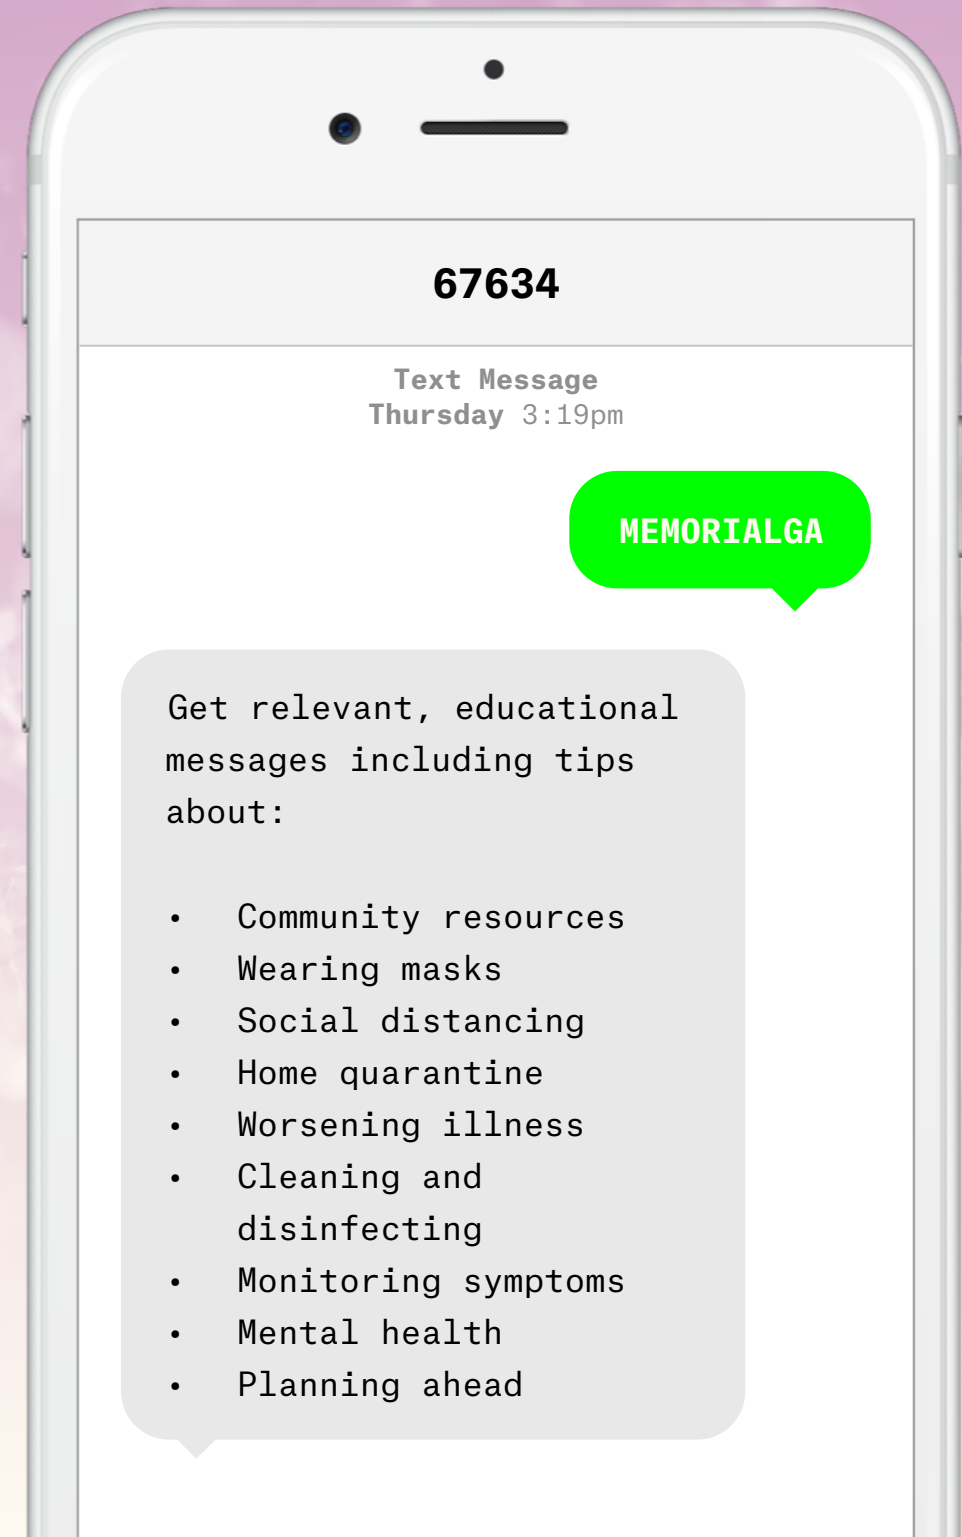 67634
Text Message
Thursday 3:19pm
MEMORIALGA
Get relevant, educational
messages including tips
about:
• Community resources
• Wearing masks
• Social distancing
• Home quarantine
• Worsening illness
• Cleaning and
disinfecting
• Monitoring symptoms
• Mental health
• Planning ahead